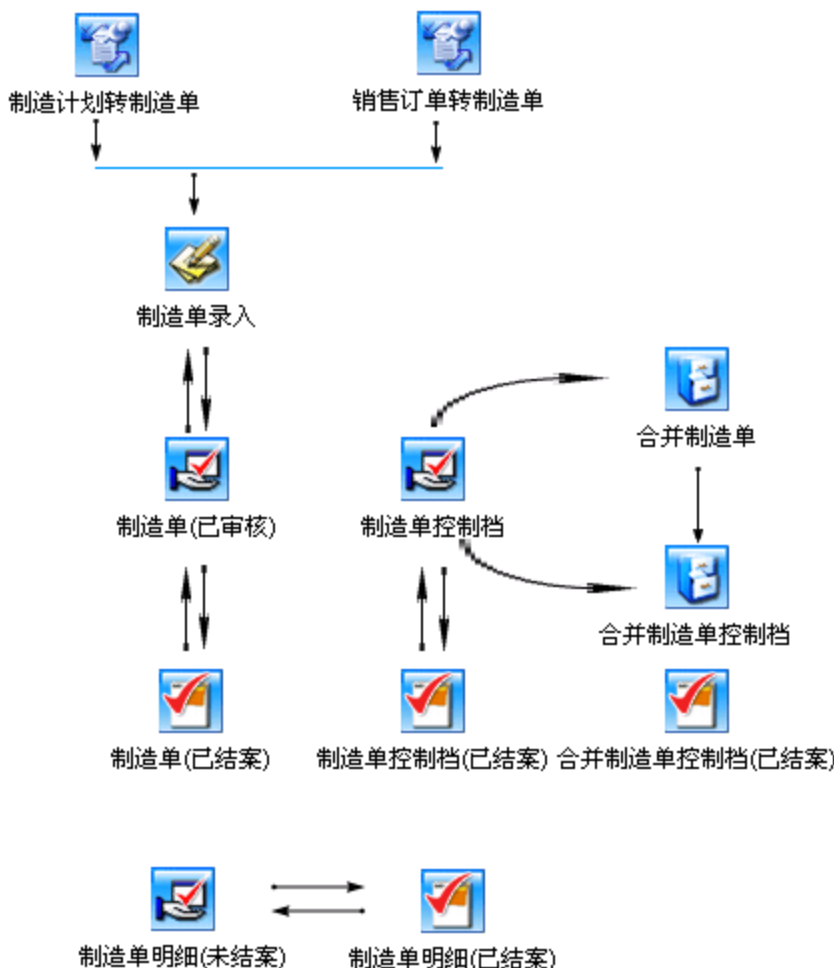 制造计划转制造单
销售订单转制造单
制造单录入
合并制造单
制造单(已审核)
制造单控制档
合并制造单控制档
制造单(已结案)
制造单控制档(已结案)
合并制造单控制档(已结案)
制造单明细(未结案)
制造单明细(已结案)